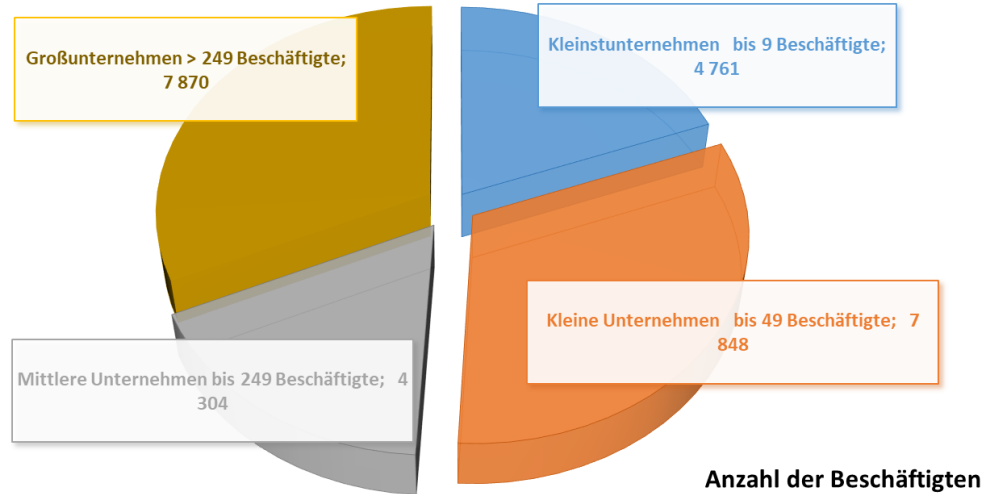 Großunternehmen > 249 Beschäftigte;
7 870
Kleinstunternehmen bis 9 Beschäftigte;
4 761
Kleine Unternehmen bis 49 Beschäftigte; 7
848
Mittlere Unternehmen bis 249 Beschäftigte; 4
304
Anzahl der Beschäftigten